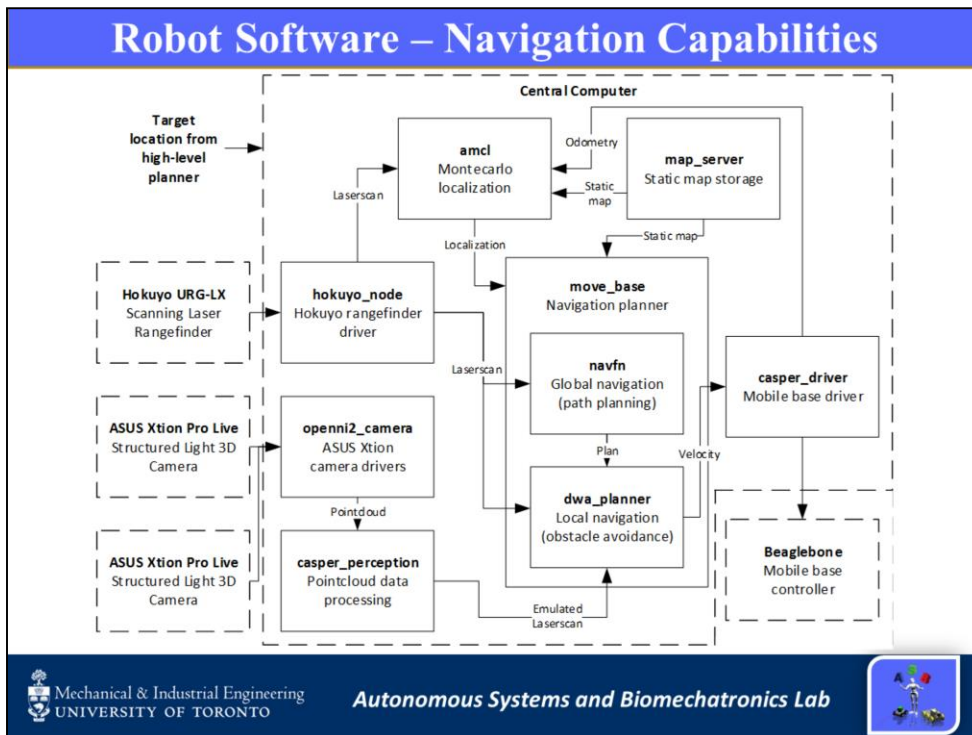 Robot Software – Navigation Capabilities
Central Computer
Target
location from
high-level
planner
amcl
Montecarlo
localization
Odometry
map_server
Static map storage
Static
map
Laserscan
Localization
Static map
Hokuyo URG-LX
Scanning Laser
Rangefinder
hokuyo_node
Hokuyo rangefinder
driver
move_base
Navigation planner
Laserscan
navfn
Global navigation
(path planning)
casper_driver
Mobile base driver
ASUS Xtion Pro Live
Structured Light 3D
Camera
openni2_camera
ASUS Xtion
camera drivers
Plan
Velocity
dwa_planner
Local navigation
(obstacle avoidance)
Pointcloud
ASUS Xtion Pro Live
Structured Light 3D
Camera
casper_perception
Pointcloud data
processing
Emulated
Laserscan
Beaglebone
Mobile base
controller
Mechanical & Industrial Engineering
UNIVERSITY OF TORONTO
Autonomous Systems and Biomechatronics Lab
A S B